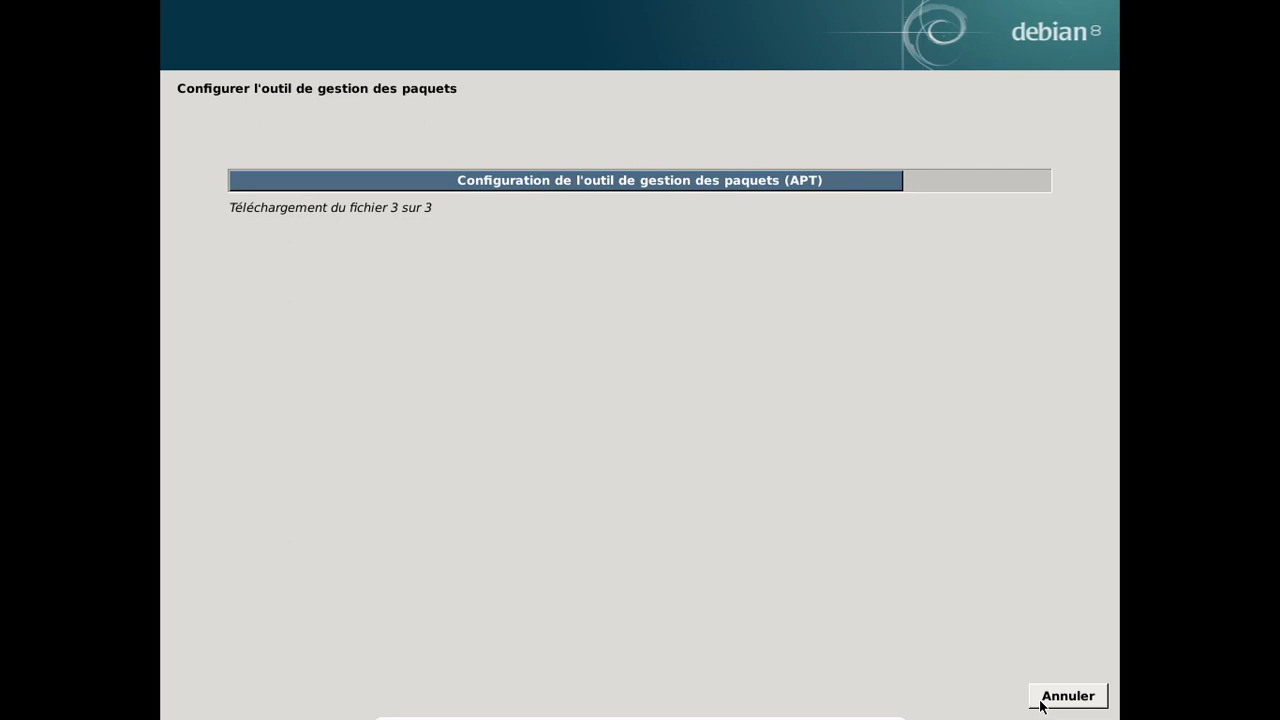 debian 8
Configurer l'outil de gestion des paquets
Configuration de l'outil de gestion des paquets (APT)
Téléchargement du fichier 3 sur 3
Annuler